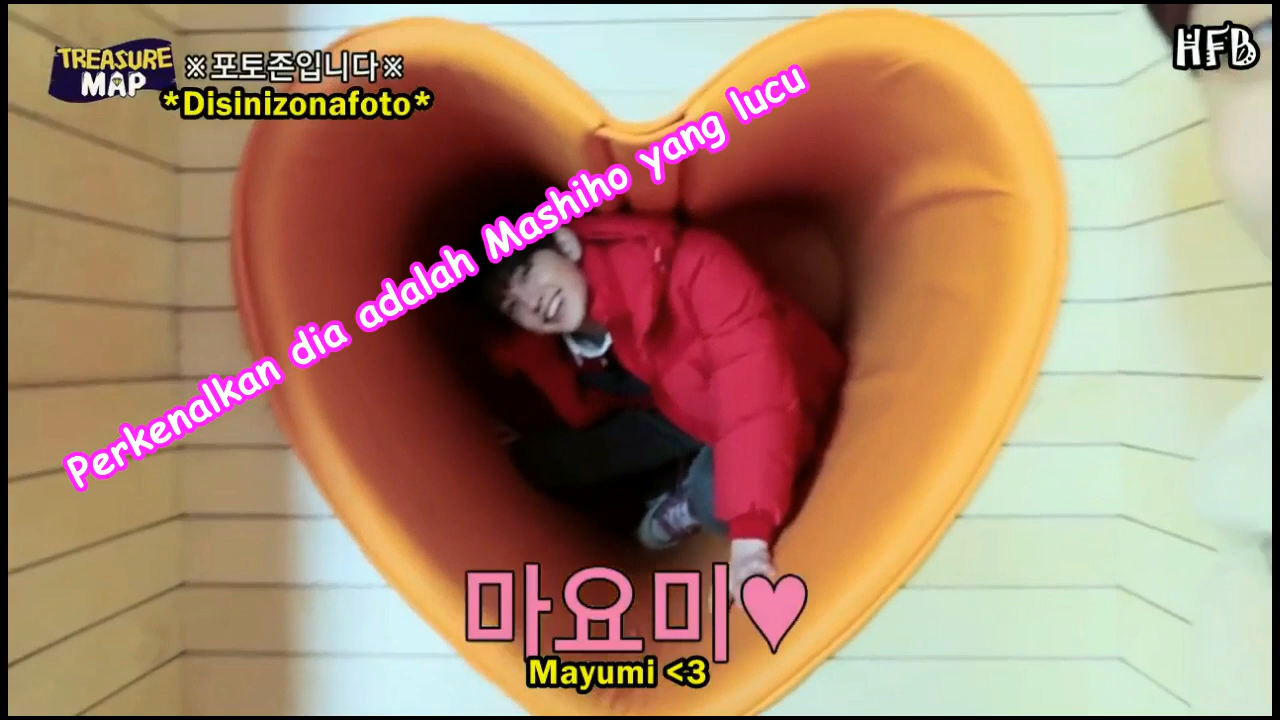 TREASURE
MAP
※포토존입니다※
*Disinizonafoto*
HFB
Perkenalkan dia adalah Mashiho yang lucu
마요미♥
Mayumi <3